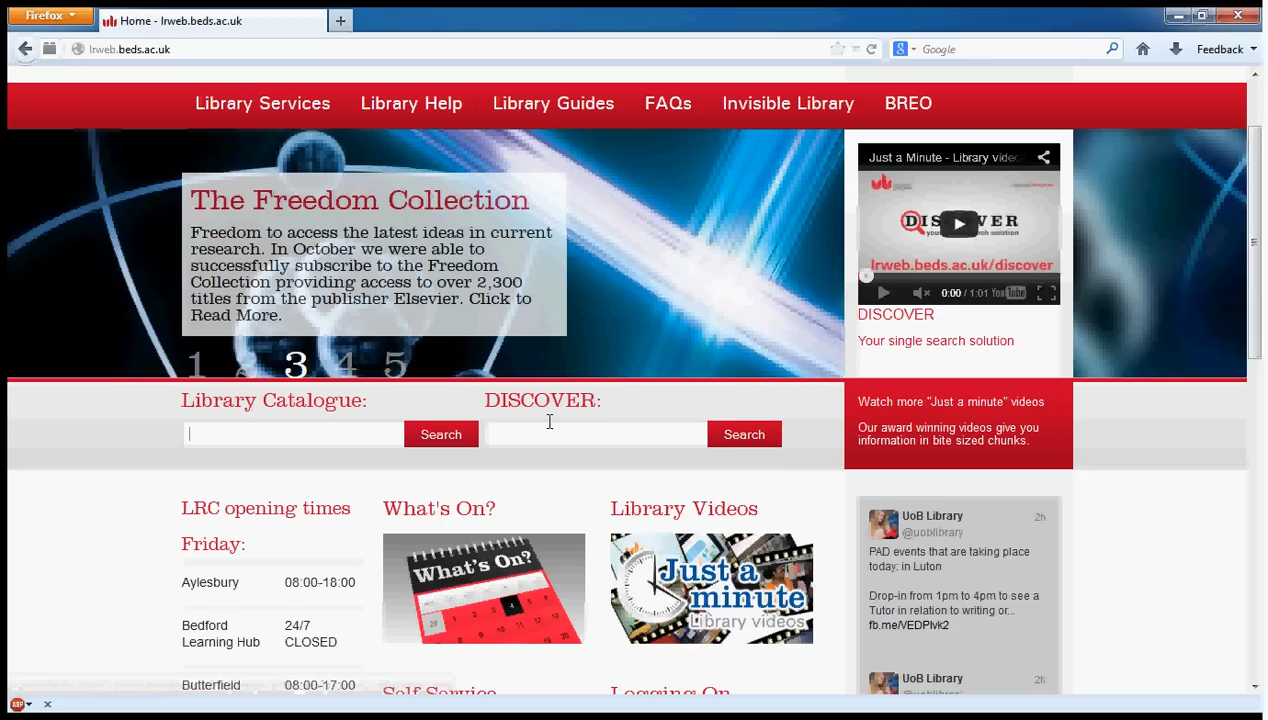 Firefox
Home - lrweb.beds.ac.uk
lrweb.beds.ac.uk
Google
Feedback
Library Services
Library Help
Library Guides
FAQs
Invisible Library
BREO
The Freedom Collection
Freedom to access the latest ideas in current
research. In October we were able to
successfully subscribe to the Freedom
Collection providing access to over 2,300
titles from the publisher Elsevier. Click to
Read More.
1 2 3 4 5
Just a Minute - Library video
DISCOVER
lrweb.beds.ac.uk/discover
0:00 / 1:01 YouTube
DISCOVER
Your single search solution
Library Catalogue:
Search
DISCOVER:
Search
Watch more "Just a minute" videos
Our award winning videos give you
information in bite sized chunks.
LRC opening times
Friday:
Aylesbury 08:00-18:00
Bedford 24/7
Learning Hub CLOSED
Butterfield 08:00-17:00
What's On?
What's On?
Self Service
Library Videos
Just a
minute
Library videos
Logging On
UoB Library 2h
@uoblibrary
PAD events that are taking place
today: in Luton
Drop-in from 1pm to 4pm to see a
Tutor in relation to writing or...
fb.me/VEDPlvk2
UoB Library 2h
@uoblibrary
ABP